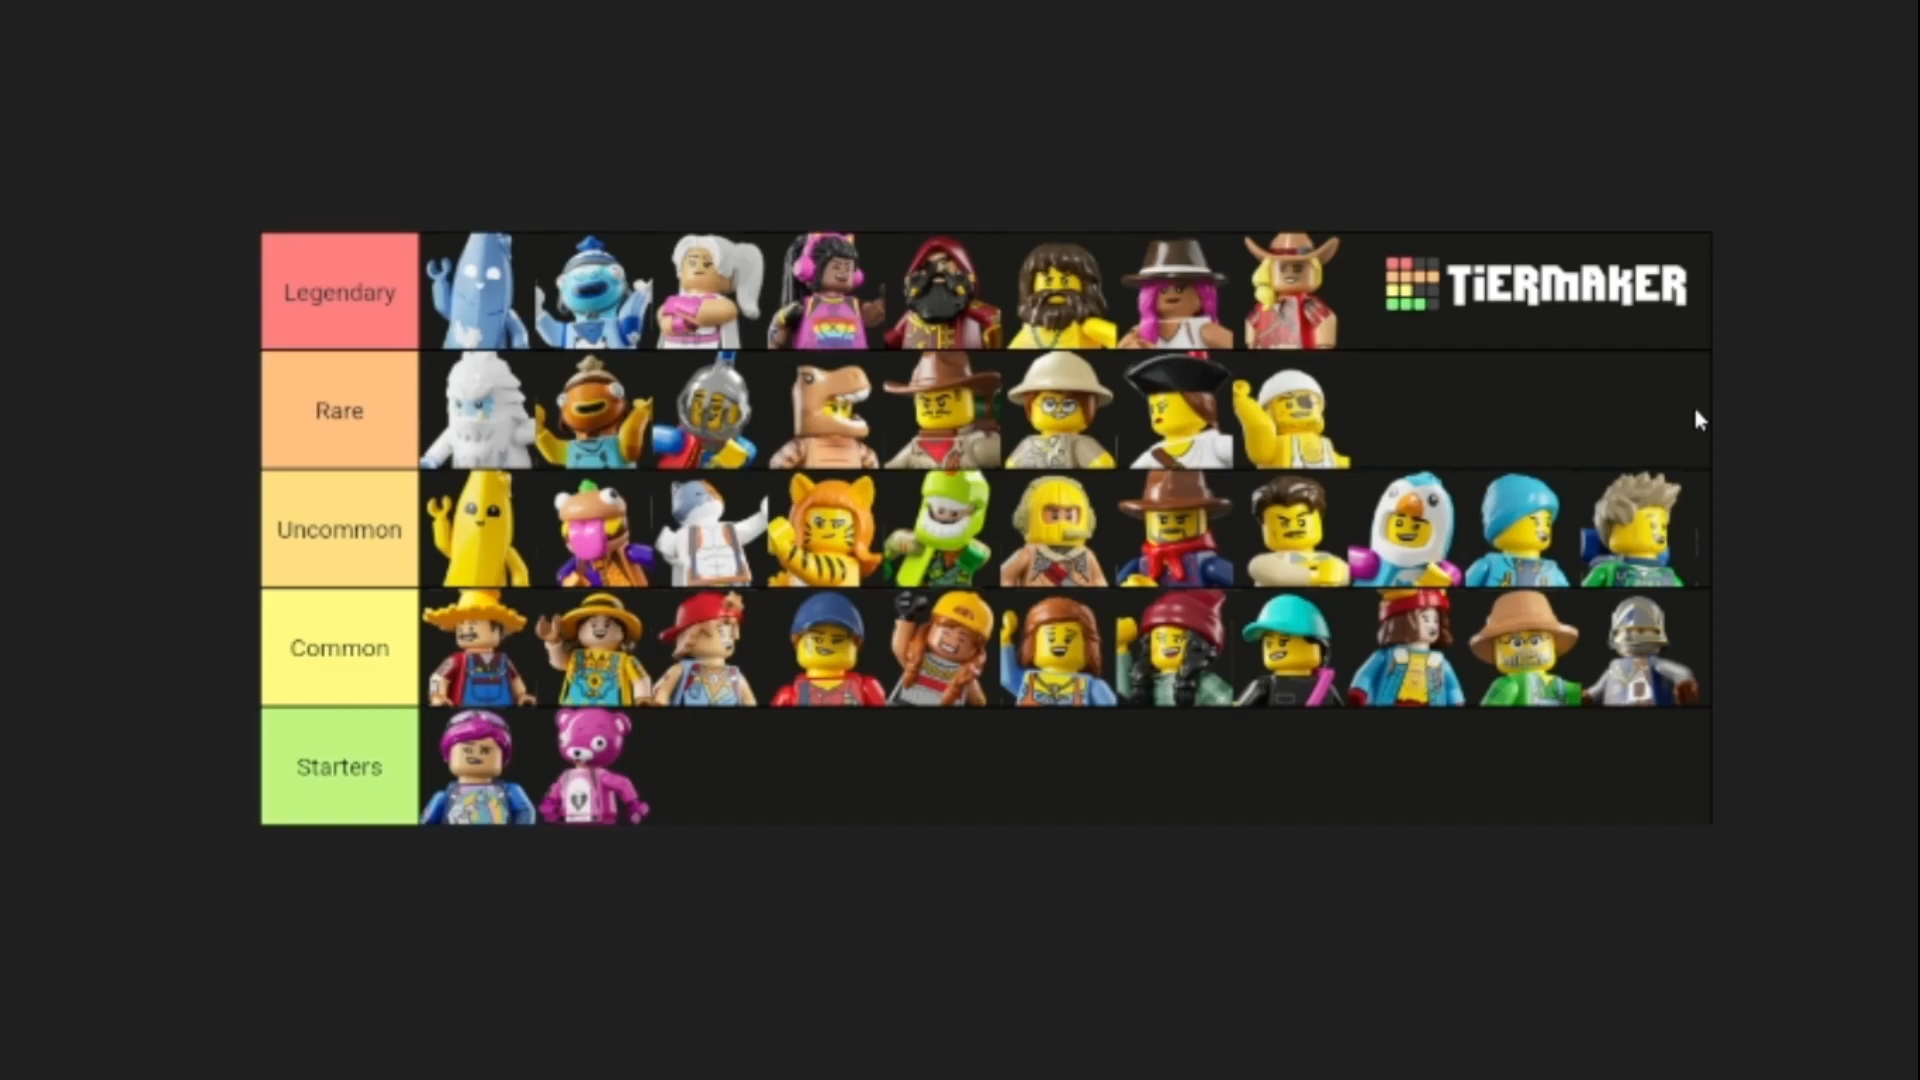 Legendary
TiERMAKER
Rare
Uncommon
Common
Starters